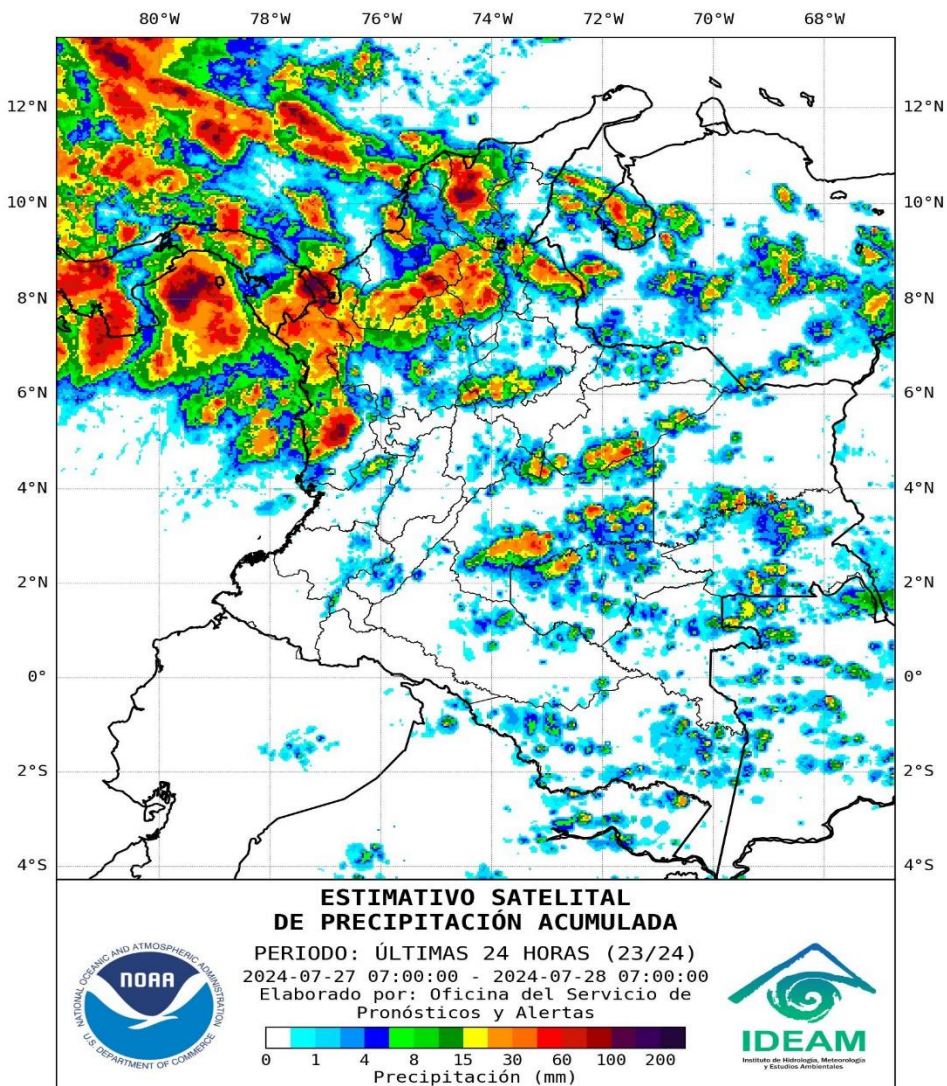 80°W 78°W 76°W 74°W 72°W 70°W 68°W
12°N 12°N
10°N 10°N
8°N 8°N
6°N 6°N
4°N 4°N
2°N 2°N
0° 0°
2°S 2°S
4°S 4°S
ESTIMATIVO SATELITAL
DE PRECIPITACIÓN ACUMULADA
PERIODO: ÚLTIMAS 24 HORAS (23/24)
2024-07-27 07:00:00 - 2024-07-28 07:00:00
Elaborado por: Oficina del Servicio de
Pronósticos y Alertas
0 1 4 8 15 30 60 100 200
Precipitación (mm)
NATIONAL OCEANIC AND ATMOSPHERIC ADMINISTRATION
NOAA
U.S. DEPARTMENT OF COMMERCE
IDEAM
Instituto de Hidrología, Meteorología
y Estudios Ambientales